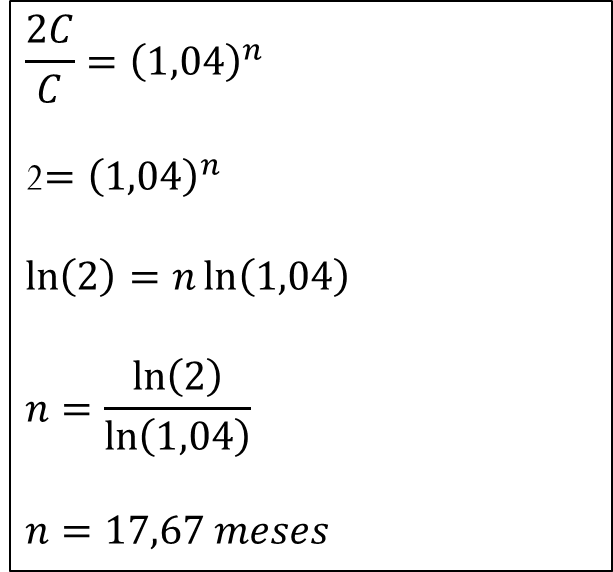 2C/C = (1,04)ⁿ
2= (1,04)ⁿ
ln(2) = n ln(1,04)
n = ln(2)/ln(1,04)
n = 17,67 meses